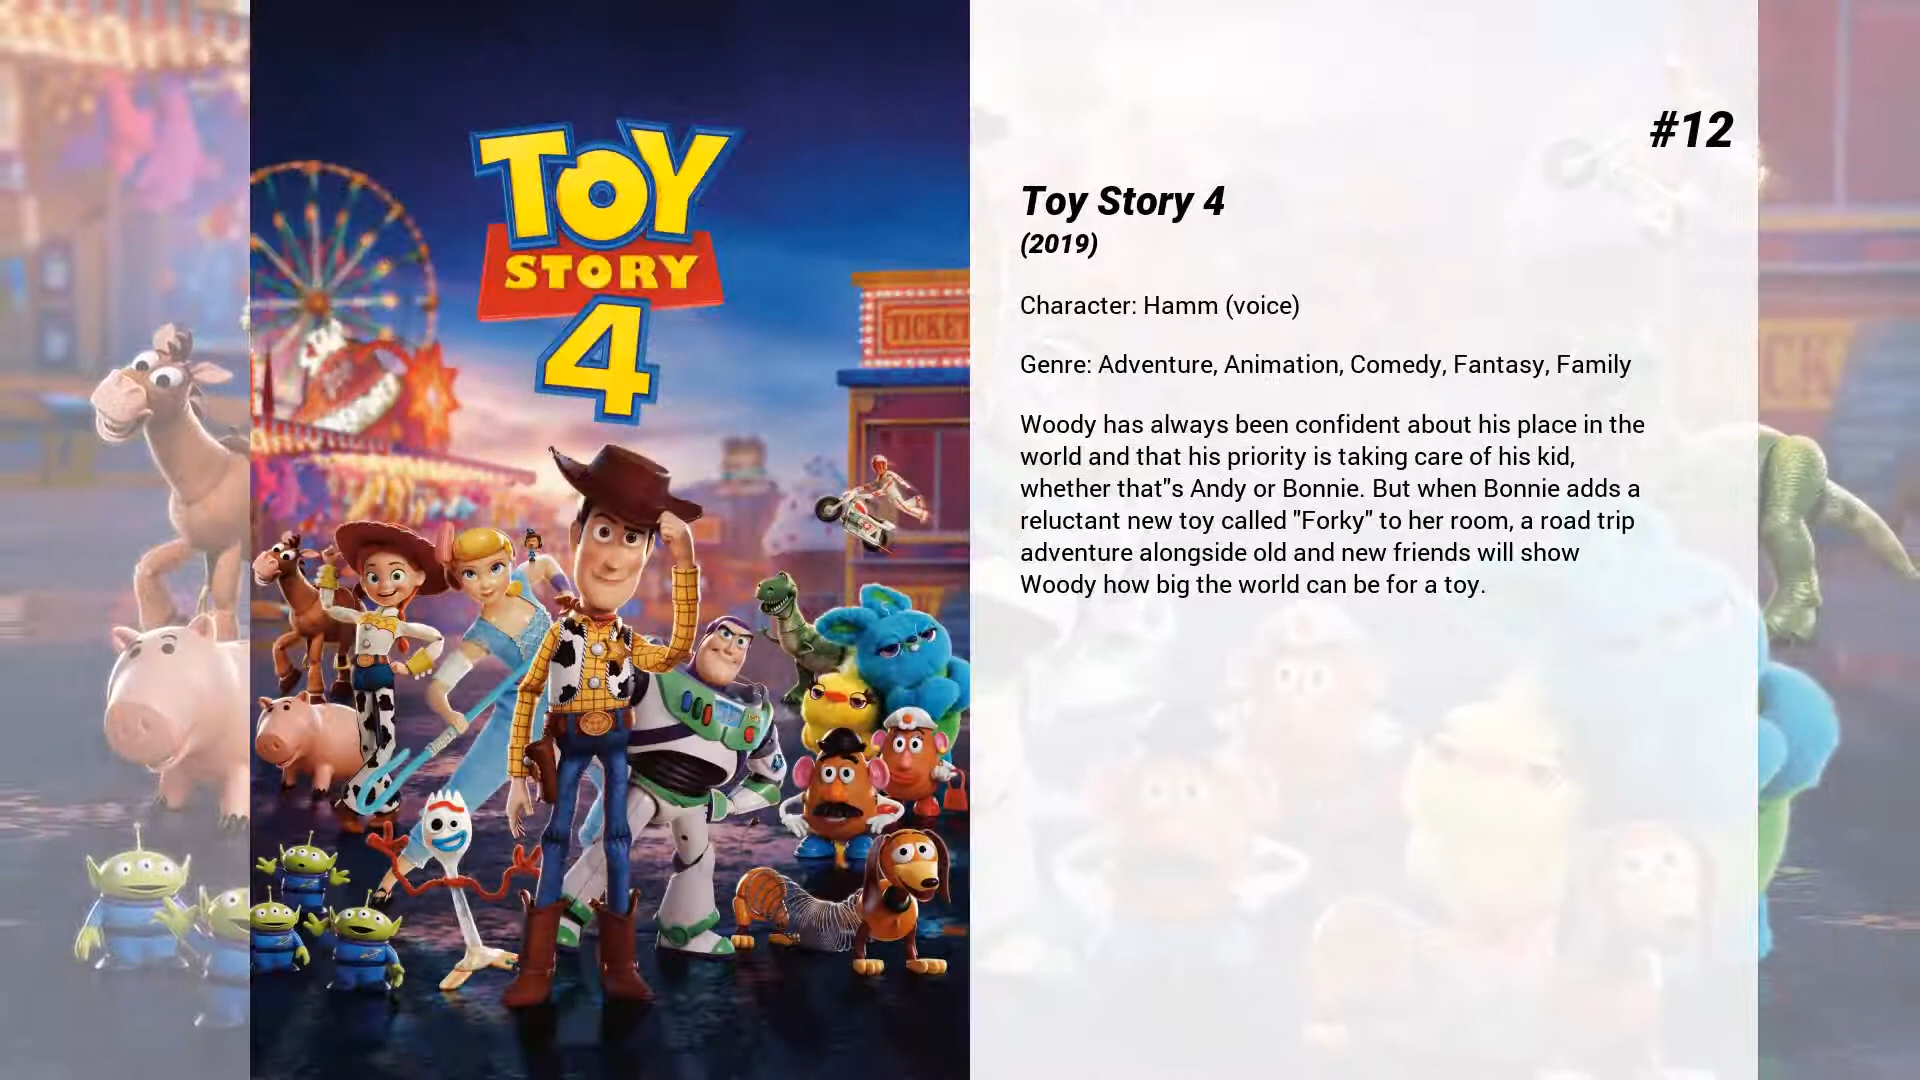 TOY
STORY
4
TICKET
#12
Toy Story 4
(2019)
Character: Hamm (voice)
Genre: Adventure, Animation, Comedy, Fantasy, Family
Woody has always been confident about his place in the
world and that his priority is taking care of his kid,
whether that"s Andy or Bonnie. But when Bonnie adds a
reluctant new toy called "Forky" to her room, a road trip
adventure alongside old and new friends will show
Woody how big the world can be for a toy.